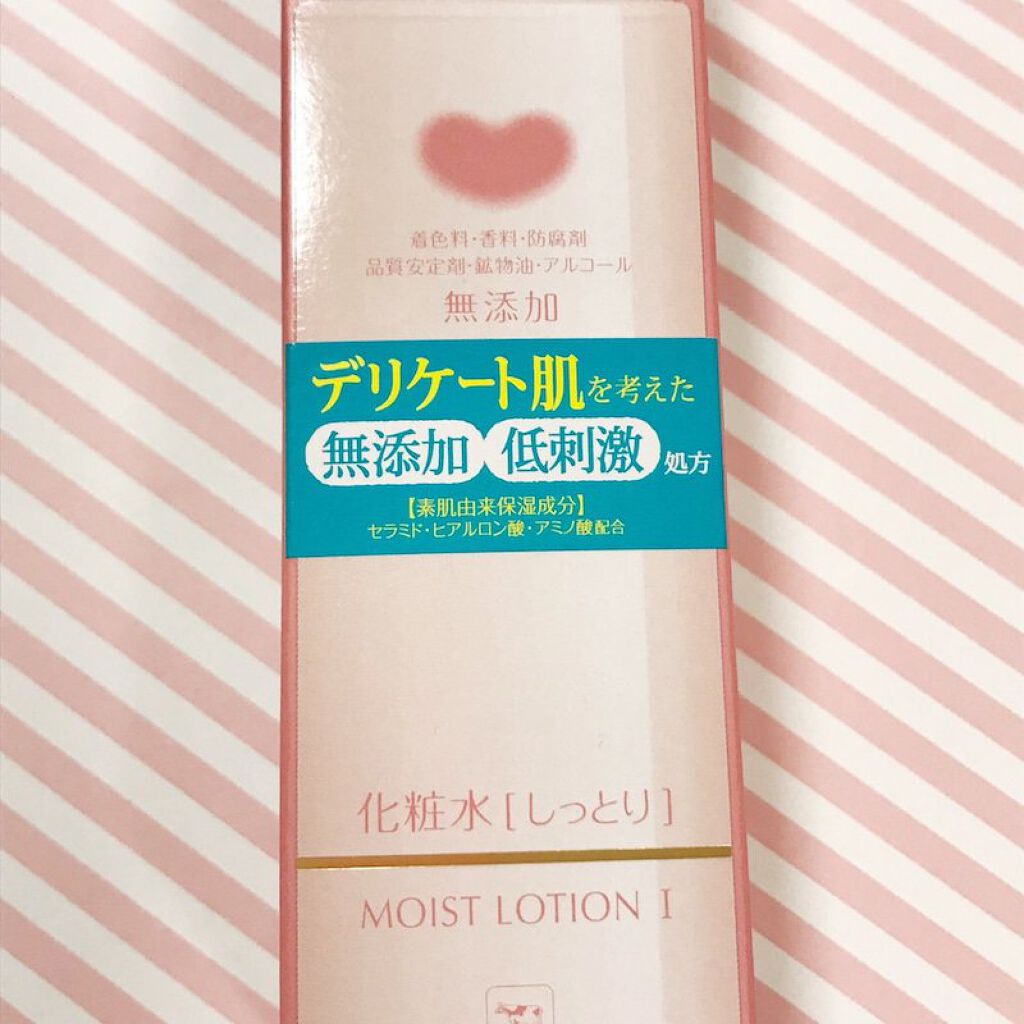 着色料・香料・防腐剤
品質安定剤・鉱物油・アルコール
無添加
デリケート肌を考えた
無添加 低刺激 処方
【素肌由来保湿成分】
セラミド・ヒアルロン酸・アミノ酸配合
化粧水[しっとり]
MOIST LOTION I